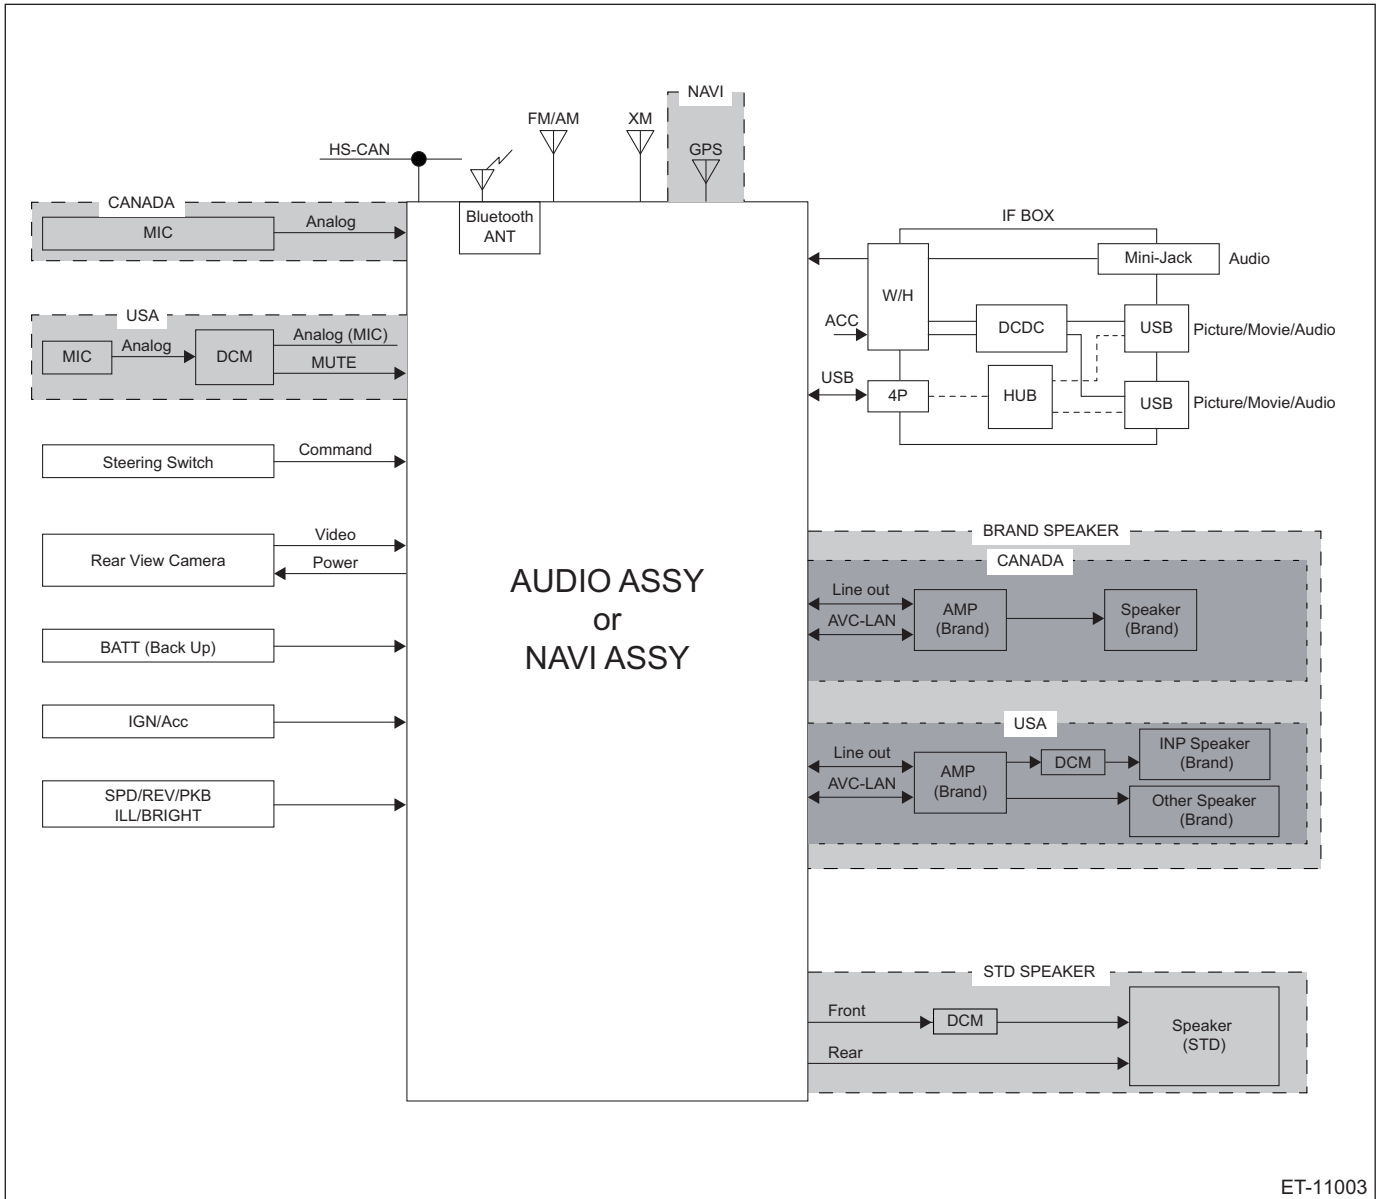 NAVI
FM/AM
XM
GPS
HS-CAN
CANADA
MIC
Analog
Bluetooth
ANT
USA
MIC
Analog
DCM
Analog (MIC)
MUTE
Steering Switch
Command
Rear View Camera
Video
Power
BATT (Back Up)
IGN/Acc
SPD/REV/PKB
ILL/BRIGHT
AUDIO ASSY
or
NAVI ASSY
IF BOX
W/H
Mini-Jack
Audio
ACC
DCDC
USB
Picture/Movie/Audio
USB
4P
HUB
USB
Picture/Movie/Audio
BRAND SPEAKER
CANADA
Line out
AVC-LAN
AMP
(Brand)
Speaker
(Brand)
USA
Line out
AVC-LAN
AMP
(Brand)
DCM
INP Speaker
(Brand)
Other Speaker
(Brand)
STD SPEAKER
Front
DCM
Rear
Speaker
(STD)
ET-11003